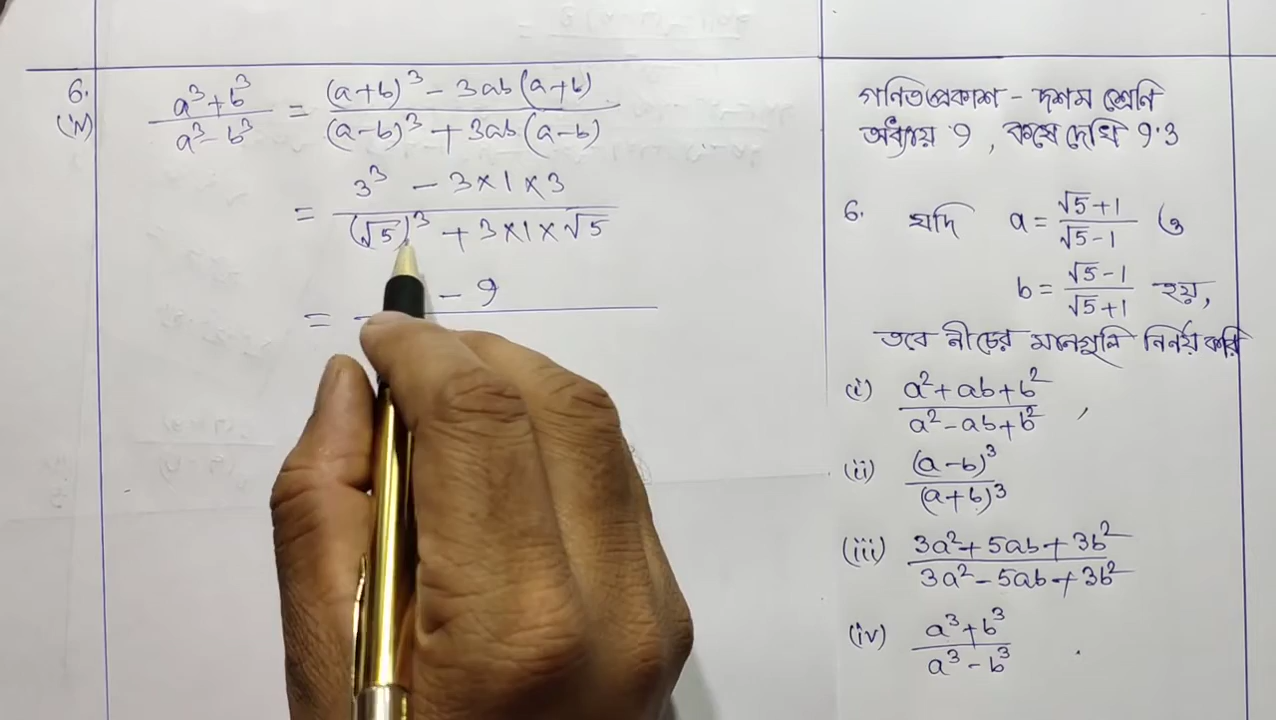 6.
(iv)
a³+b³/a³-b³ = (a+b)³ - 3ab(a+b)/(a-b)³ + 3ab(a-b)
= 3³ - 3×1×3/(√5)³ + 3×1×√5
= - 9
গণিতপ্রকাশ - দশম শ্রেণি
অধ্যায় 9, কষে দেখি 9.3
6. যদি a = √5+1/√5-1 ও
b = √5-1/√5+1 হয়,
তবে নীচের মানগুলি নির্ণয় করি
(i) a²+ab+b²/a²-ab+b² ,
(ii) (a-b)³/(a+b)³
(iii) 3a²+5ab+3b²/3a²-5ab+3b²
(iv) a³+b³/a³-b³ .